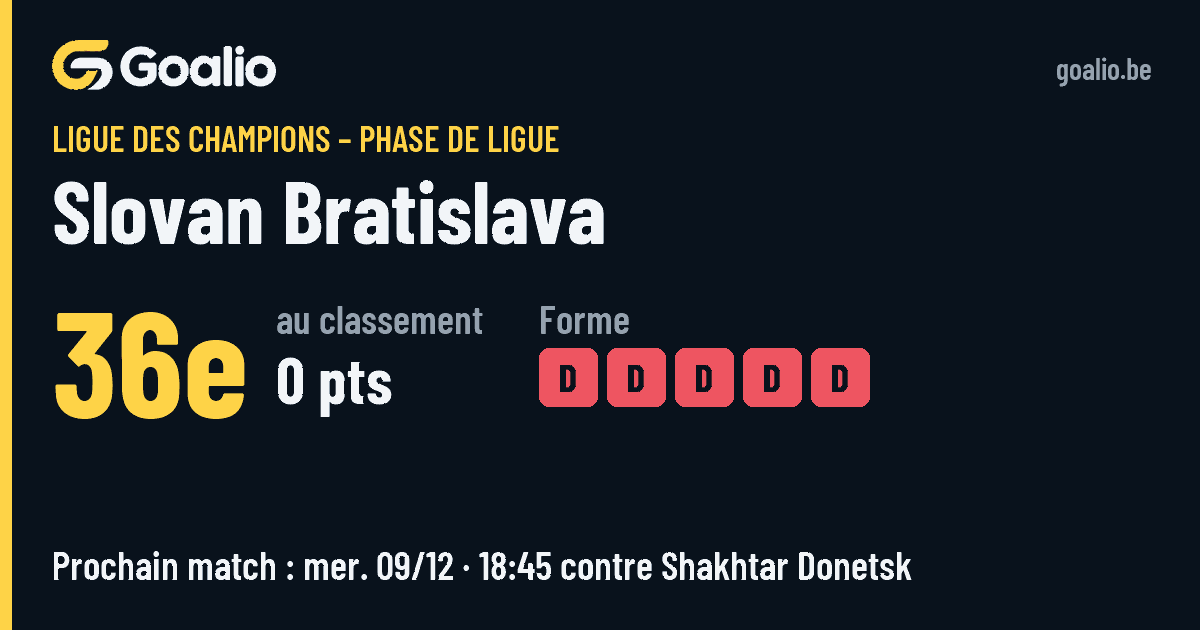 Goalio
goalio.be
LIGUE DES CHAMPIONS – PHASE DE LIGUE
Slovan Bratislava
36e
au classement
0 pts
Forme
D D D D D
Prochain match : mer. 09/12 · 18:45 contre Shakhtar Donetsk